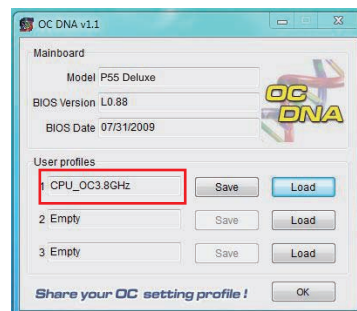 OC DNA v1.1
Mainboard
Model P55 Deluxe
BIOS Version L0.88
BIOS Date 07/31/2009
OC
DNA
User profiles
1 CPU_OC3.8GHz Save Load
2 Empty Save Load
3 Empty Save Load
Share your OC setting profile! OK